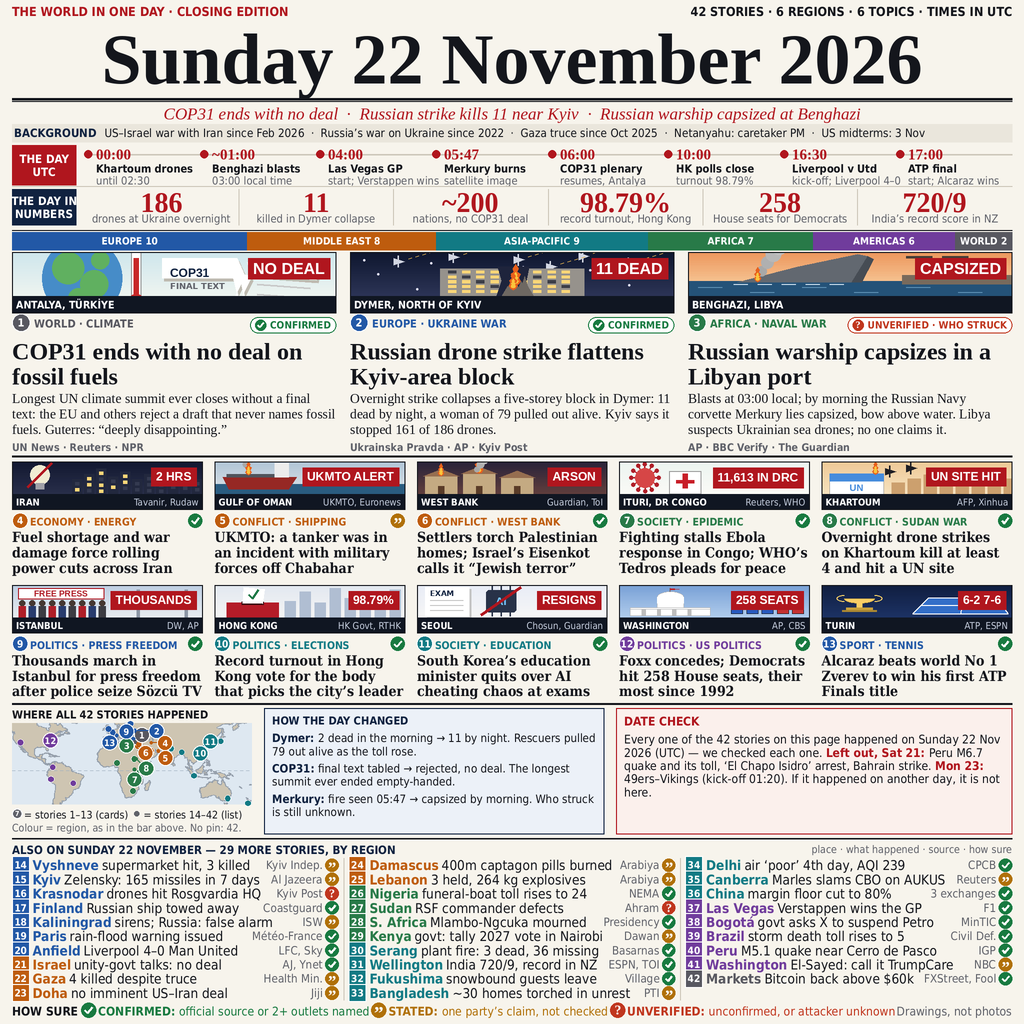 THE WORLD IN ONE DAY · CLOSING EDITION
42 STORIES · 6 REGIONS · 6 TOPICS · TIMES IN UTC
Sunday 22 November 2026
COP31 ends with no deal · Russian strike kills 11 near Kyiv · Russian warship capsized at Benghazi
BACKGROUND US–Israel war with Iran since Feb 2026 · Russia’s war on Ukraine since 2022 · Gaza truce since Oct 2025 · Netanyahu: caretaker PM · US midterms: 3 Nov
THE DAY UTC
00:00
Khartoum drones
until 02:30
~01:00
Benghazi blasts
03:00 local time
04:00
Las Vegas GP
start; Verstappen wins
05:47
Merkury burns
satellite image
06:00
COP31 plenary
resumes, Antalya
10:00
HK polls close
turnout 98.79%
16:30
Liverpool v Utd
kick-off; Liverpool 4–0
17:00
ATP final
start; Alcaraz wins
THE DAY IN NUMBERS
186
drones at Ukraine overnight
11
killed in Dymer collapse
~200
nations, no COP31 deal
98.79%
record turnout, Hong Kong
258
House seats for Democrats
720/9
India’s record score in NZ
EUROPE 10
MIDDLE EAST 8
ASIA-PACIFIC 9
AFRICA 7
AMERICAS 6
WORLD 2
COP31
FINAL TEXT
NO DEAL
ANTALYA, TÜRKİYE
1 WORLD · CLIMATE
CONFIRMED
COP31 ends with no deal on
fossil fuels
Longest UN climate summit ever closes without a final
text: the EU and others reject a draft that never names fossil
fuels. Guterres: “deeply disappointing.”
UN News · Reuters · NPR
11 DEAD
DYMER, NORTH OF KYIV
2 EUROPE · UKRAINE WAR
CONFIRMED
Russian drone strike flattens
Kyiv-area block
Overnight strike collapses a five-storey block in Dymer: 11
dead by night, a woman of 79 pulled out alive. Kyiv says it
stopped 161 of 186 drones.
Ukrainska Pravda · AP · Kyiv Post
CAPSIZED
BENGHAZI, LIBYA
3 AFRICA · NAVAL WAR
? UNVERIFIED · WHO STRUCK
Russian warship capsizes in a
Libyan port
Blasts at 03:00 local; by morning the Russian Navy
corvette Merkury lies capsized, bow above water. Libya
suspects Ukrainian sea drones; no one claims it.
AP · BBC Verify · The Guardian
2 HRS
IRAN
Tavanir, Rudaw
4 ECONOMY · ENERGY
Fuel shortage and war
damage force rolling
power cuts across Iran
UKMTO ALERT
GULF OF OMAN
UKMTO, Euronews
5 CONFLICT · SHIPPING
UKMTO: a tanker was in
an incident with military
forces off Chabahar
ARSON
WEST BANK
Guardian, ToI
6 CONFLICT · WEST BANK
Settlers torch Palestinian
homes; Israel’s Eisenkot
calls it “Jewish terror”
11,613 IN DRC
ITURI, DR CONGO
Reuters, WHO
7 SOCIETY · EPIDEMIC
Fighting stalls Ebola
response in Congo; WHO’s
Tedros pleads for peace
UN
UN SITE HIT
KHARTOUM
AFP, Xinhua
8 CONFLICT · SUDAN WAR
Overnight drone strikes
on Khartoum kill at least
4 and hit a UN site
FREE PRESS
THOUSANDS
ISTANBUL
DW, AP
9 POLITICS · PRESS FREEDOM
Thousands march in
Istanbul for press freedom
after police seize Sözcü TV
98.79%
HONG KONG
HK Govt, RTHK
10 POLITICS · ELECTIONS
Record turnout in Hong
Kong vote for the body
that picks the city’s leader
EXAM
AI
RESIGNS
SEOUL
Chosun, Guardian
11 SOCIETY · EDUCATION
South Korea’s education
minister quits over AI
cheating chaos at exams
258 SEATS
WASHINGTON
AP, CBS
12 POLITICS · US POLITICS
Foxx concedes; Democrats
hit 258 House seats, their
most since 1992
6-2 7-6
TURIN
ATP, ESPN
13 SPORT · TENNIS
Alcaraz beats world No 1
Zverev to win his first ATP
Finals title
WHERE ALL 42 STORIES HAPPENED
12
13
9
1
2
3
4
5
6
7
8
10
11
? = stories 1–13 (cards) = stories 14–42 (list)
Colour = region, as in the bar above. No pin: 42.
HOW THE DAY CHANGED
Dymer: 2 dead in the morning → 11 by night. Rescuers pulled
79 out alive as the toll rose.
COP31: final text tabled → rejected, no deal. The longest
summit ever ended empty-handed.
Merkury: fire seen 05:47 → capsized by morning. Who struck
is still unknown.
DATE CHECK
Every one of the 42 stories on this page happened on Sunday 22 Nov
2026 (UTC) — we checked each one. Left out, Sat 21: Peru M6.7
quake and its toll, ‘El Chapo Isidro’ arrest, Bahrain strike. Mon 23:
49ers–Vikings (kick-off 01:20). If it happened on another day, it is not
here.
ALSO ON SUNDAY 22 NOVEMBER — 29 MORE STORIES, BY REGION
place · what happened · source · how sure
14 Vyshneve supermarket hit, 3 killed Kyiv Indep.
15 Kyiv Zelensky: 165 missiles in 7 days Al Jazeera
16 Krasnodar drones hit Rosgvardia HQ Kyiv Post ?
17 Finland Russian ship towed away Coastguard
18 Kaliningrad sirens; Russia: false alarm ISW
19 Paris rain-flood warning issued Météo-France
20 Anfield Liverpool 4–0 Man United LFC, Sky
21 Israel unity-govt talks: no deal AJ, Ynet
22 Gaza 4 killed despite truce Haber, Min.
23 Doha no imminent US–Iran deal Jiji
24 Damascus 400m captagon pills burned Arabiya
25 Lebanon 3 held, 264 kg explosives Arabiya
26 Nigeria funeral-boat toll rises to 24 NEMA
27 Sudan RSF commander defects Ahram ?
28 S. Africa Mlambo-Ngcuka mourned Presidency
29 Kenya govt: tally 2027 vote in Nairobi Dawan
30 Serang plant fire: 3 dead, 36 missing Basarnas
31 Wellington India 720/9, record in NZ ESPN, TOI
32 Fukushima snowbound guests leave Village
33 Bangladesh ~30 homes torched in unrest PTI
34 Delhi air ‘poor’ 4th day, AQI 239 CPCB
35 Canberra Marles slams CBO on AUKUS Reuters
36 China margin floor cut to 80% 3 exchanges
37 Las Vegas Verstappen wins the GP F1
38 Bogotá govt asks X to suspend Petro MinTIC
39 Brazil storm death toll rises to 5 Civil Def.
40 Peru M5.1 quake near Cerro de Pasco IGP
41 Washington El-Sayed: call it TrumpCare NBC
42 Markets Bitcoin back above $60k FXStreet, Fool
HOW SURE CONFIRMED: official source or 2+ outlets named STATED: one party’s claim, not checked ? UNVERIFIED: unconfirmed, or attacker unknown Drawings, not photos